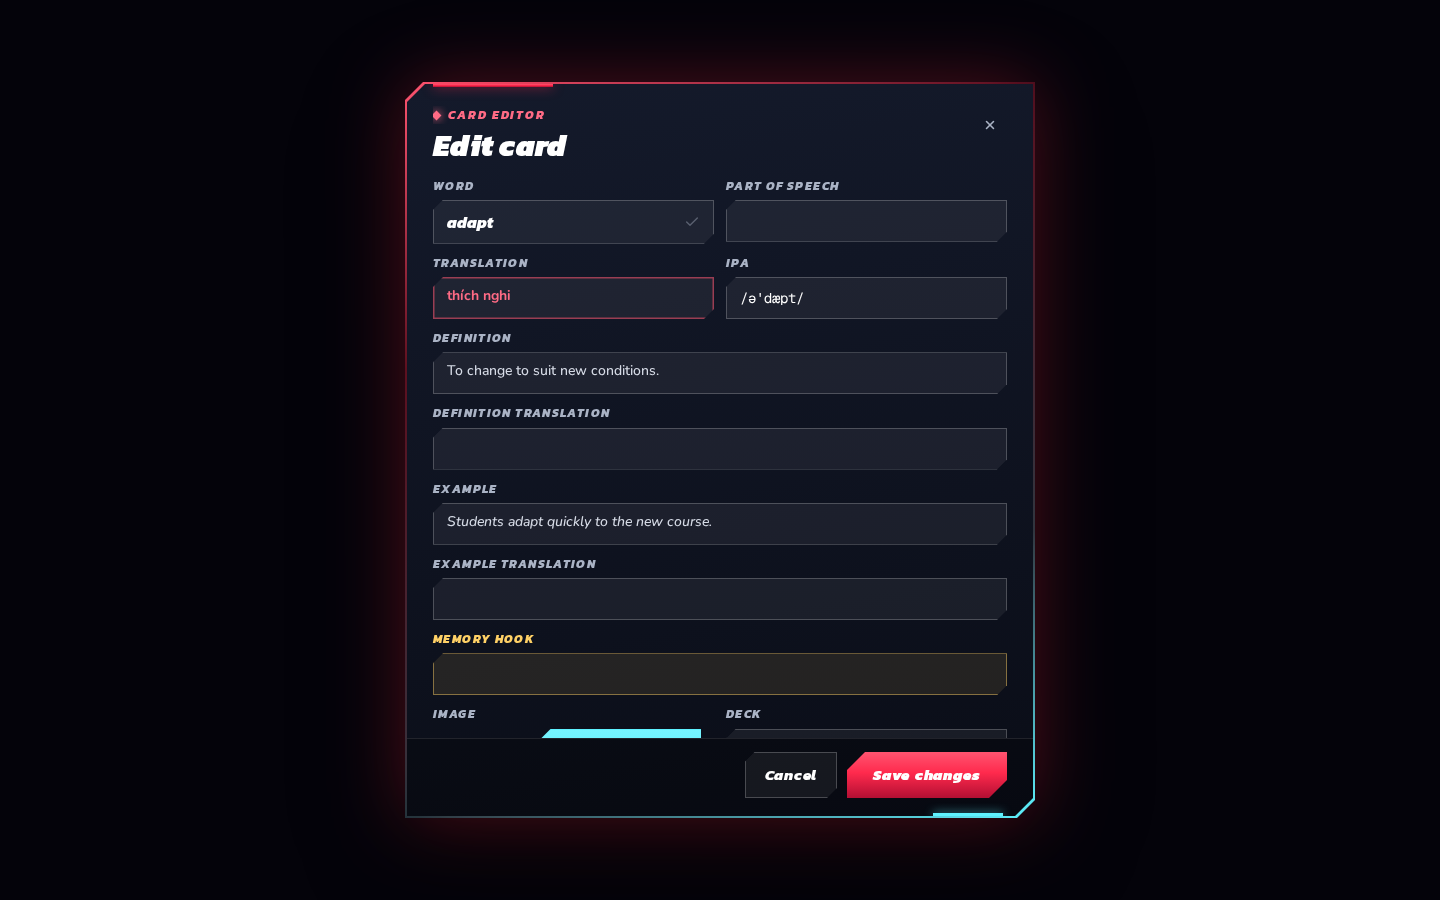 CARD EDITOR
Edit card
WORD
PART OF SPEECH
adapt
TRANSLATION
IPA
thích nghi
/ə'dæpt/
DEFINITION
To change to suit new conditions.
DEFINITION TRANSLATION
EXAMPLE
Students adapt quickly to the new course.
EXAMPLE TRANSLATION
MEMORY HOOK
IMAGE
DECK
Cancel
Save changes